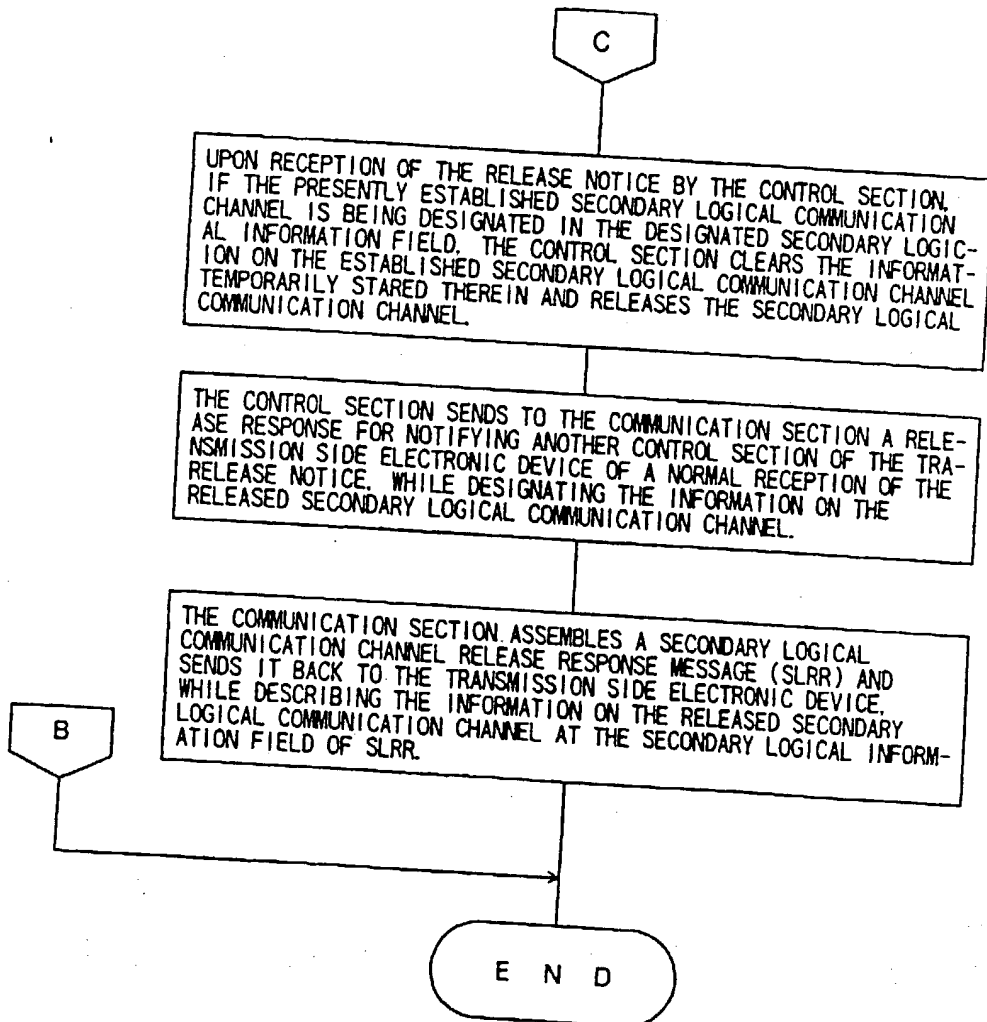 C
UPON RECEPTION OF THE RELEASE NOTICE BY THE CONTROL SECTION,
IF THE PRESENTLY ESTABLISHED SECONDARY LOGICAL COMMUNICATION
CHANNEL IS BEING DESIGNATED IN THE DESIGNATED SECONDARY LOGIC-
AL INFORMATION FIELD. THE CONTROL SECTION CLEARS THE INFORMAT-
ION ON THE ESTABLISHED SECONDARY LOGICAL COMMUNICATION CHANNEL
TEMPORARILY STARED THEREIN AND RELEASES THE SECONDARY LOGICAL
COMMUNICATION CHANNEL.
THE CONTROL SECTION SENDS TO THE COMMUNICATION SECTION A RELE-
ASE RESPONSE FOR NOTIFYING ANOTHER CONTROL SECTION OF THE TRA-
NSMISSION SIDE ELECTRONIC DEVICE OF A NORMAL RECEPTION OF THE
RELEASE NOTICE. WHILE DESIGNATING THE INFORMATION ON THE
RELEASED SECONDARY LOGICAL COMMUNICATION CHANNEL.
THE COMMUNICATION SECTION ASSEMBLES A SECONDARY LOGICAL
COMMUNICATION CHANNEL RELEASE RESPONSE MESSAGE (SLRR) AND
SENDS IT BACK TO THE TRANSMISSION SIDE ELECTRONIC DEVICE,
WHILE DESCRIBING THE INFORMATION ON THE RELEASED SECONDARY
LOGICAL COMMUNICATION CHANNEL AT THE SECONDARY LOGICAL INFORM-
ATION FIELD OF SLRR.
B
END